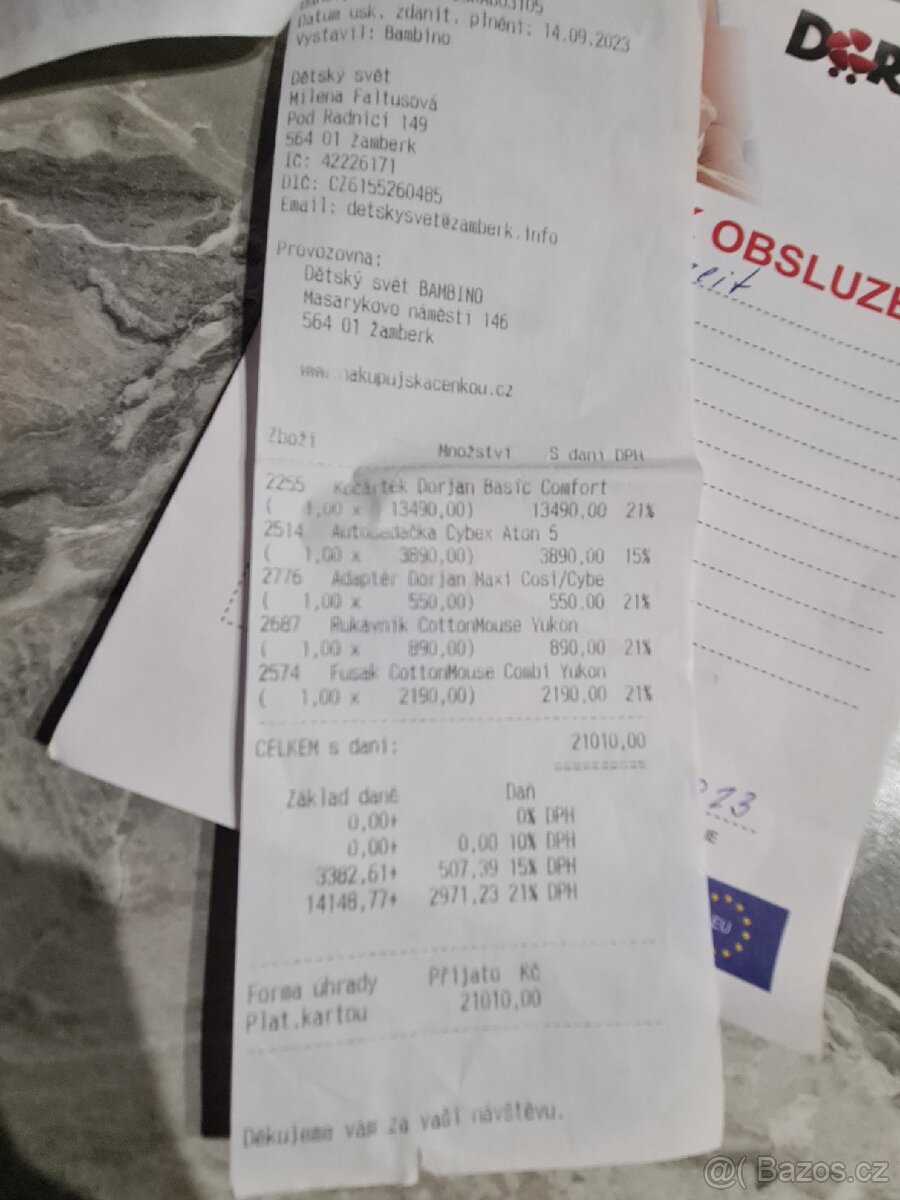 Datum usk. zdanit. plnění: 14.09.2023
Vystavil: Bambino
Dětský svět
Milena Faltusová
Pod Radnicí 149
564 01 Žamberk
IČ: 42226171
DIČ: CZ6155260485
Email: detskysvet@zamberk.info
Provozovna:
Dětský svět BAMBINO
Masarykovo náměstí 146
564 01 Žamberk
www.nakupujskacenkou.cz
Zboží Množství S daní DPH
2255 Kočártek Dorjan Basic Comfort
( 1,00 x 13490,00) 13490,00 21%
2514 Autosedačka Cybex Aton 5
( 1,00 x 3890,00) 3890,00 15%
2776 Adaptér Dorjan Maxi Cosi/Cybe
( 1,00 x 550,00) 550,00 21%
2687 Rukávník CottonMouse Yukon
( 1,00 x 890,00) 890,00 21%
2574 Fusak CottonMouse Combi Yukon
( 1,00 x 2190,00) 2190,00 21%
CELKEM s daní: 21010,00
==========
Základ daně Daň
0,00+ 0% DPH
0,00+ 0,00 10% DPH
3382,61+ 507,39 15% DPH
14148,77+ 2971,23 21% DPH
Forma úhrady Přijato Kč
Plat.kartou 21010,00
Děkujeme vám za vaši návštěvu.
OBSLUZE
23
EU
@( Bazos.cz